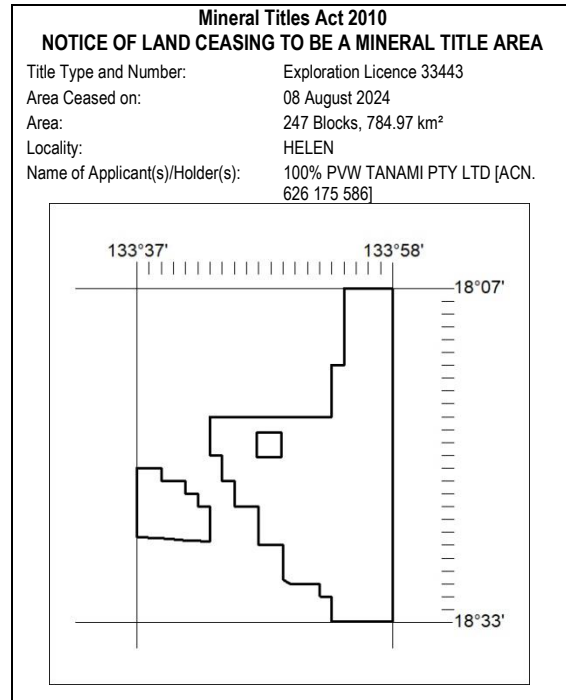 Mineral Titles Act 2010
NOTICE OF LAND CEASING TO BE A MINERAL TITLE AREA
Title Type and Number: Exploration Licence 33443
Area Ceased on: 08 August 2024
Area: 247 Blocks, 784.97 km²
Locality: HELEN
Name of Applicant(s)/Holder(s): 100% PVW TANAMI PTY LTD [ACN.
626 175 586]
133°37' 133°58'
18°07'
18°33'